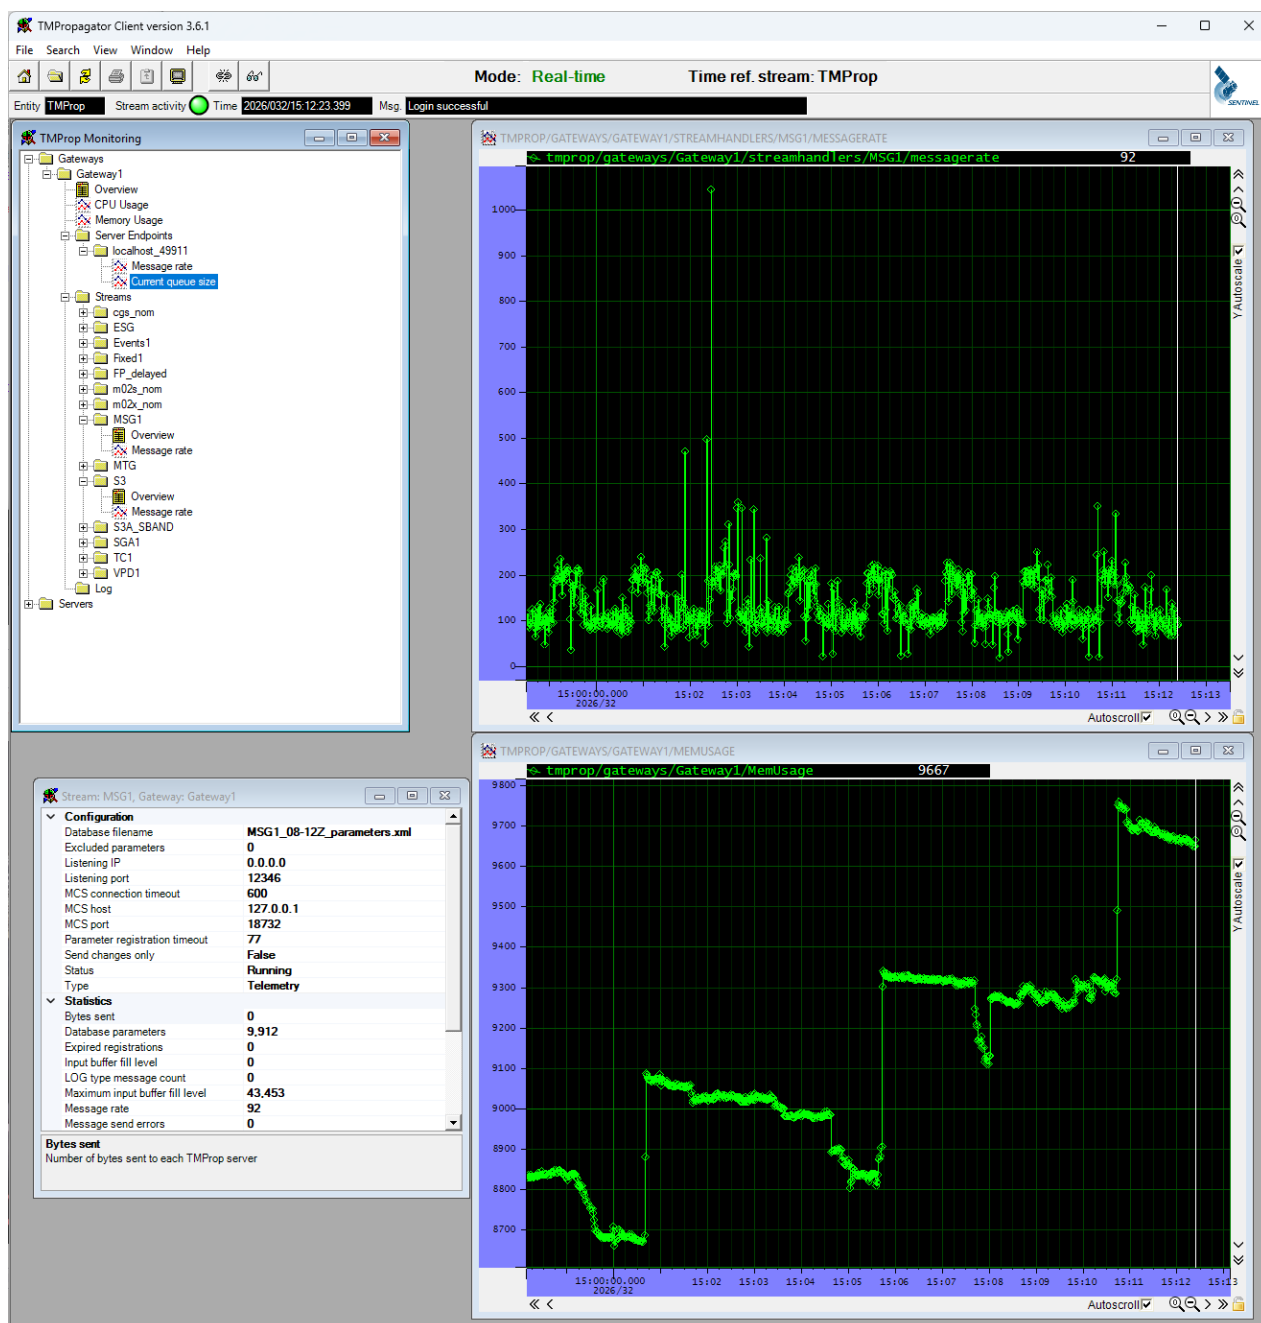 TMPropagator Client version 3.6.1
File Search View Window Help
Mode: Real-time Time ref. stream: TMProp
SENTINEL
Entity TMProp Stream activity Time 2026/032/15:12:23.399 Msg. Login successful
TMProp Monitoring
Gateways
Gateway1
Overview
CPU Usage
Memory Usage
Server Endpoints
localhost_49911
Message rate
Current queue size
Streams
cgs_nom
ESG
Events1
Fixed1
FP_delayed
m02s_nom
m02x_nom
MSG1
Overview
Message rate
MTG
S3
Overview
Message rate
S3A_SBAND
SGA1
TC1
VPD1
Log
Servers
TMPROP/GATEWAYS/GATEWAY1/STREAMHANDLERS/MSG1/MESSAGERATE
tmprop/gateways/Gateway1/streamhandlers/MSG1/messagerate 92
1000
900
800
700
600
500
400
300
200
100
0
Y Autoscale
15:00:00.000 15:02 15:03 15:04 15:05 15:06 15:07 15:08 15:09 15:10 15:11 15:12 15:13
2026/32
Autoscroll
TMPROP/GATEWAYS/GATEWAY1/MEMUSAGE
tmprop/gateways/Gateway1/MemUsage 9667
9800
9700
9600
9500
9400
9300
9200
9100
9000
8900
8800
8700
Y Autoscale
15:00:00.000 15:02 15:03 15:04 15:05 15:06 15:07 15:08 15:09 15:10 15:11 15:12 15:13
2026/32
Autoscroll
Stream: MSG1, Gateway: Gateway1
Configuration
Database filename MSG1_08-12Z_parameters.xml
Excluded parameters 0
Listening IP 0.0.0.0
Listening port 12346
MCS connection timeout 600
MCS host 127.0.0.1
MCS port 18732
Parameter registration timeout 77
Send changes only False
Status Running
Type Telemetry
Statistics
Bytes sent 0
Database parameters 9,912
Expired registrations 0
Input buffer fill level 0
LOG type message count 0
Maximum input buffer fill level 43,453
Message rate 92
Message send errors 0
Bytes sent
Number of bytes sent to each TMProp server